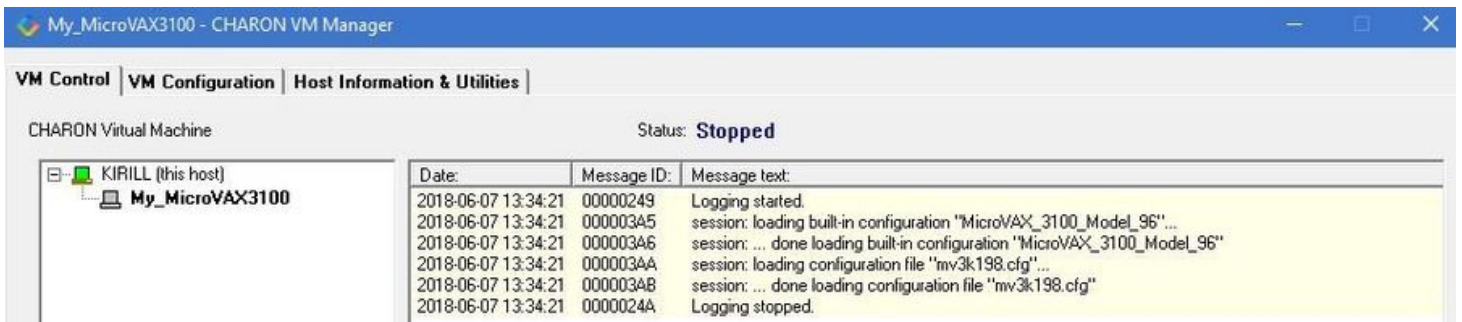 My_MicroVAX3100 - CHARON VM Manager
VM Control VM Configuration Host Information & Utilities
CHARON Virtual Machine Status: Stopped
KIRILL (this host)
My_MicroVAX3100
Date: Message ID: Message text:
2018-06-07 13:34:21 00000249 Logging started.
2018-06-07 13:34:21 000003A5 session: loading built-in configuration "MicroVAX_3100_Model_96"...
2018-06-07 13:34:21 000003A6 session: ... done loading built-in configuration "MicroVAX_3100_Model_96"
2018-06-07 13:34:21 000003AA session: loading configuration file "mv3k198.cfg"...
2018-06-07 13:34:21 000003AB session: ... done loading configuration file "mv3k198.cfg"
2018-06-07 13:34:21 0000024A Logging stopped.